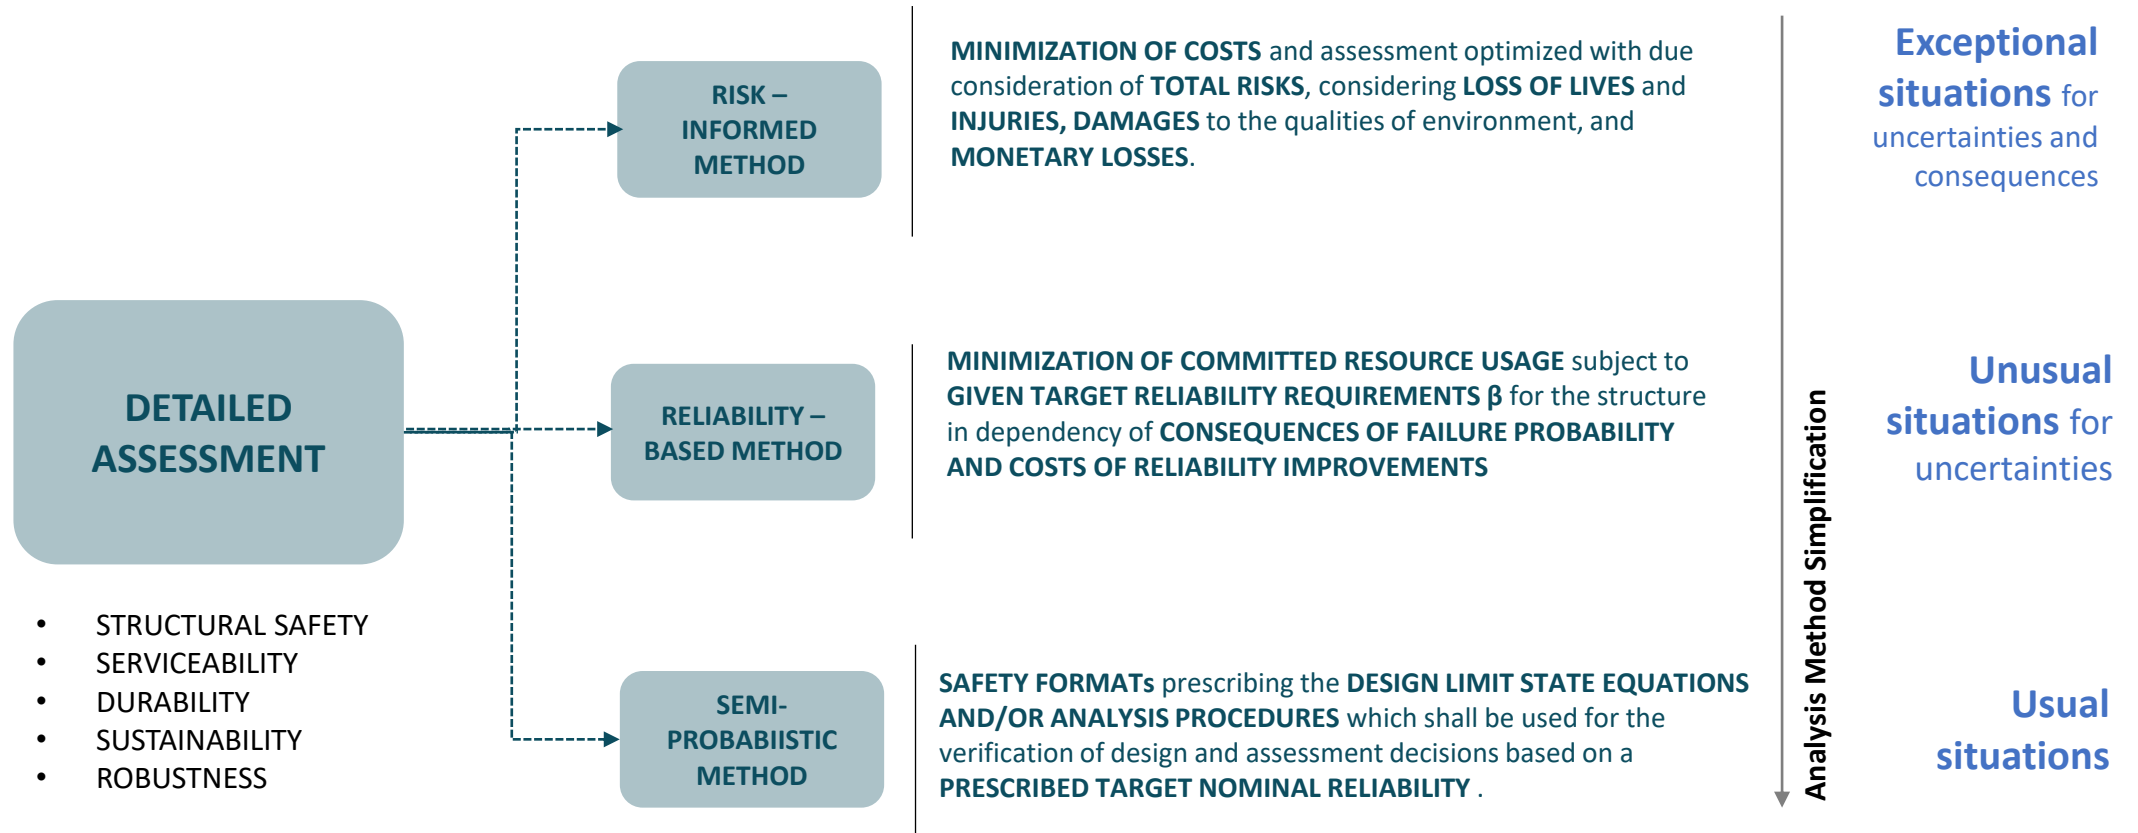 RISK –
INFORMED
METHOD
MINIMIZATION OF COSTS and assessment optimized with due
consideration of TOTAL RISKS, considering LOSS OF LIVES and
INJURIES, DAMAGES to the qualities of environment, and
MONETARY LOSSES.
Exceptional
situations for
uncertainties and
consequences
DETAILED
ASSESSMENT
RELIABILITY –
BASED METHOD
MINIMIZATION OF COMMITTED RESOURCE USAGE subject to
GIVEN TARGET RELIABILITY REQUIREMENTS β for the structure
in dependency of CONSEQUENCES OF FAILURE PROBABILITY
AND COSTS OF RELIABILITY IMPROVEMENTS
Analysis Method Simplification
Unusual
situations for
uncertainties
• STRUCTURAL SAFETY
• SERVICEABILITY
• DURABILITY
• SUSTAINABILITY
• ROBUSTNESS
SEMI-
PROBABIISTIC
METHOD
SAFETY FORMATs prescribing the DESIGN LIMIT STATE EQUATIONS
AND/OR ANALYSIS PROCEDURES which shall be used for the
verification of design and assessment decisions based on a
PRESCRIBED TARGET NOMINAL RELIABILITY .
Usual
situations